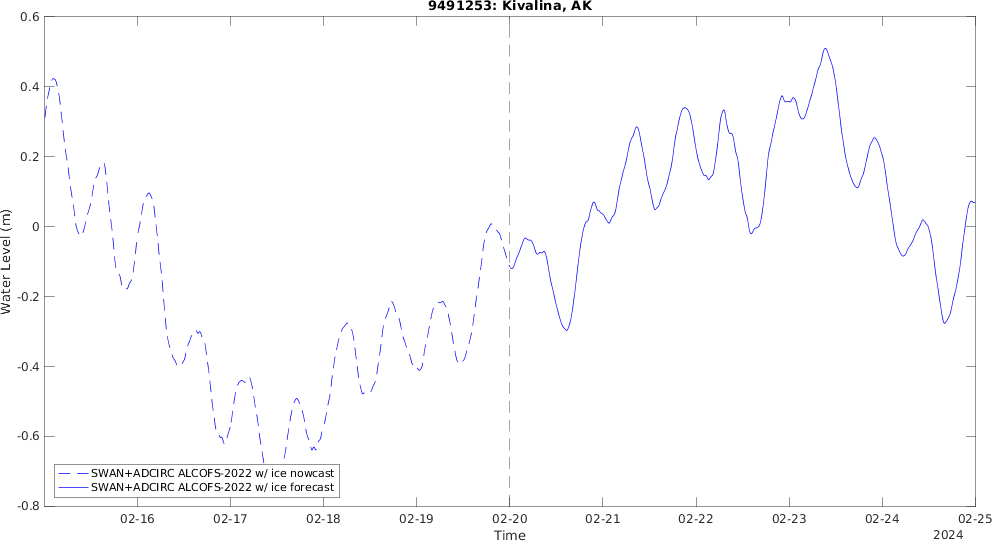 9491253: Kivalina, AK
0.6
0.4
0.2
0
-0.2
-0.4
-0.6
-0.8
Water Level (m)
SWAN+ADCIRC ALCOFS-2022 w/ ice nowcast
SWAN+ADCIRC ALCOFS-2022 w/ ice forecast
02-16 02-17 02-18 02-19 02-20 02-21 02-22 02-23 02-24 02-25
Time
2024